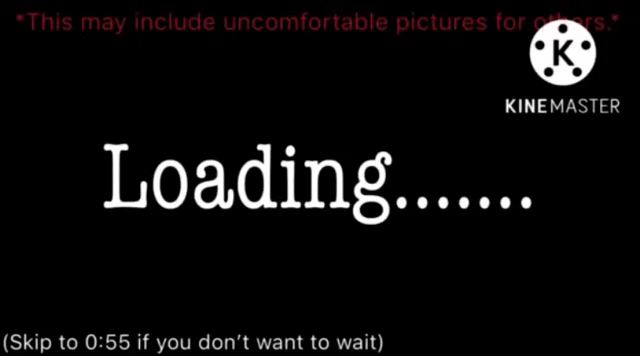 *This may include uncomfortable pictures for others.*
K
KINEMASTER
Loading.......
(Skip to 0:55 if you don't want to wait)